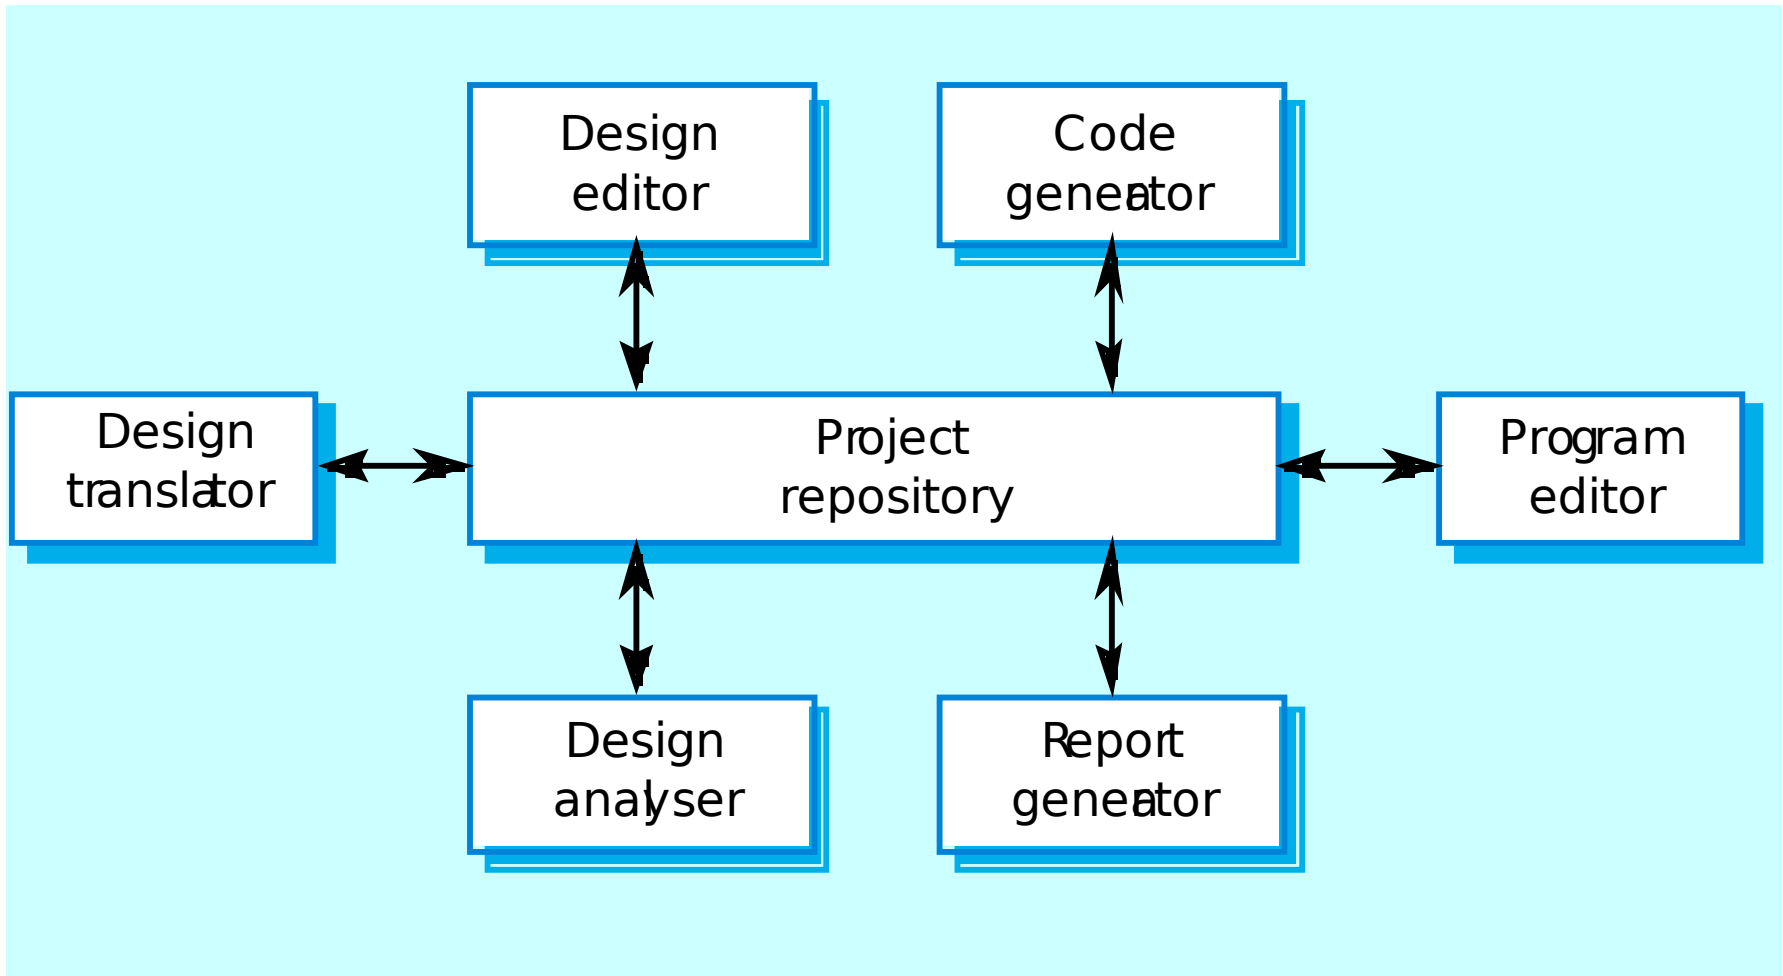 Design
editor
Code
generator
Design
translator
Project
repository
Program
editor
Design
analyser
Report
generator